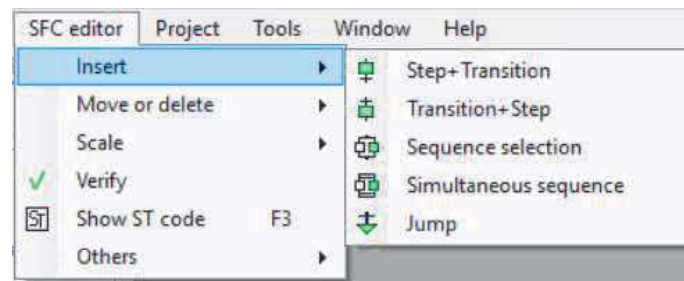 SFC editor Project Tools Window Help
Insert
Move or delete
Scale
Verify
ST Show ST code F3
Others
Step+Transition
Transition+Step
Sequence selection
Simultaneous sequence
Jump